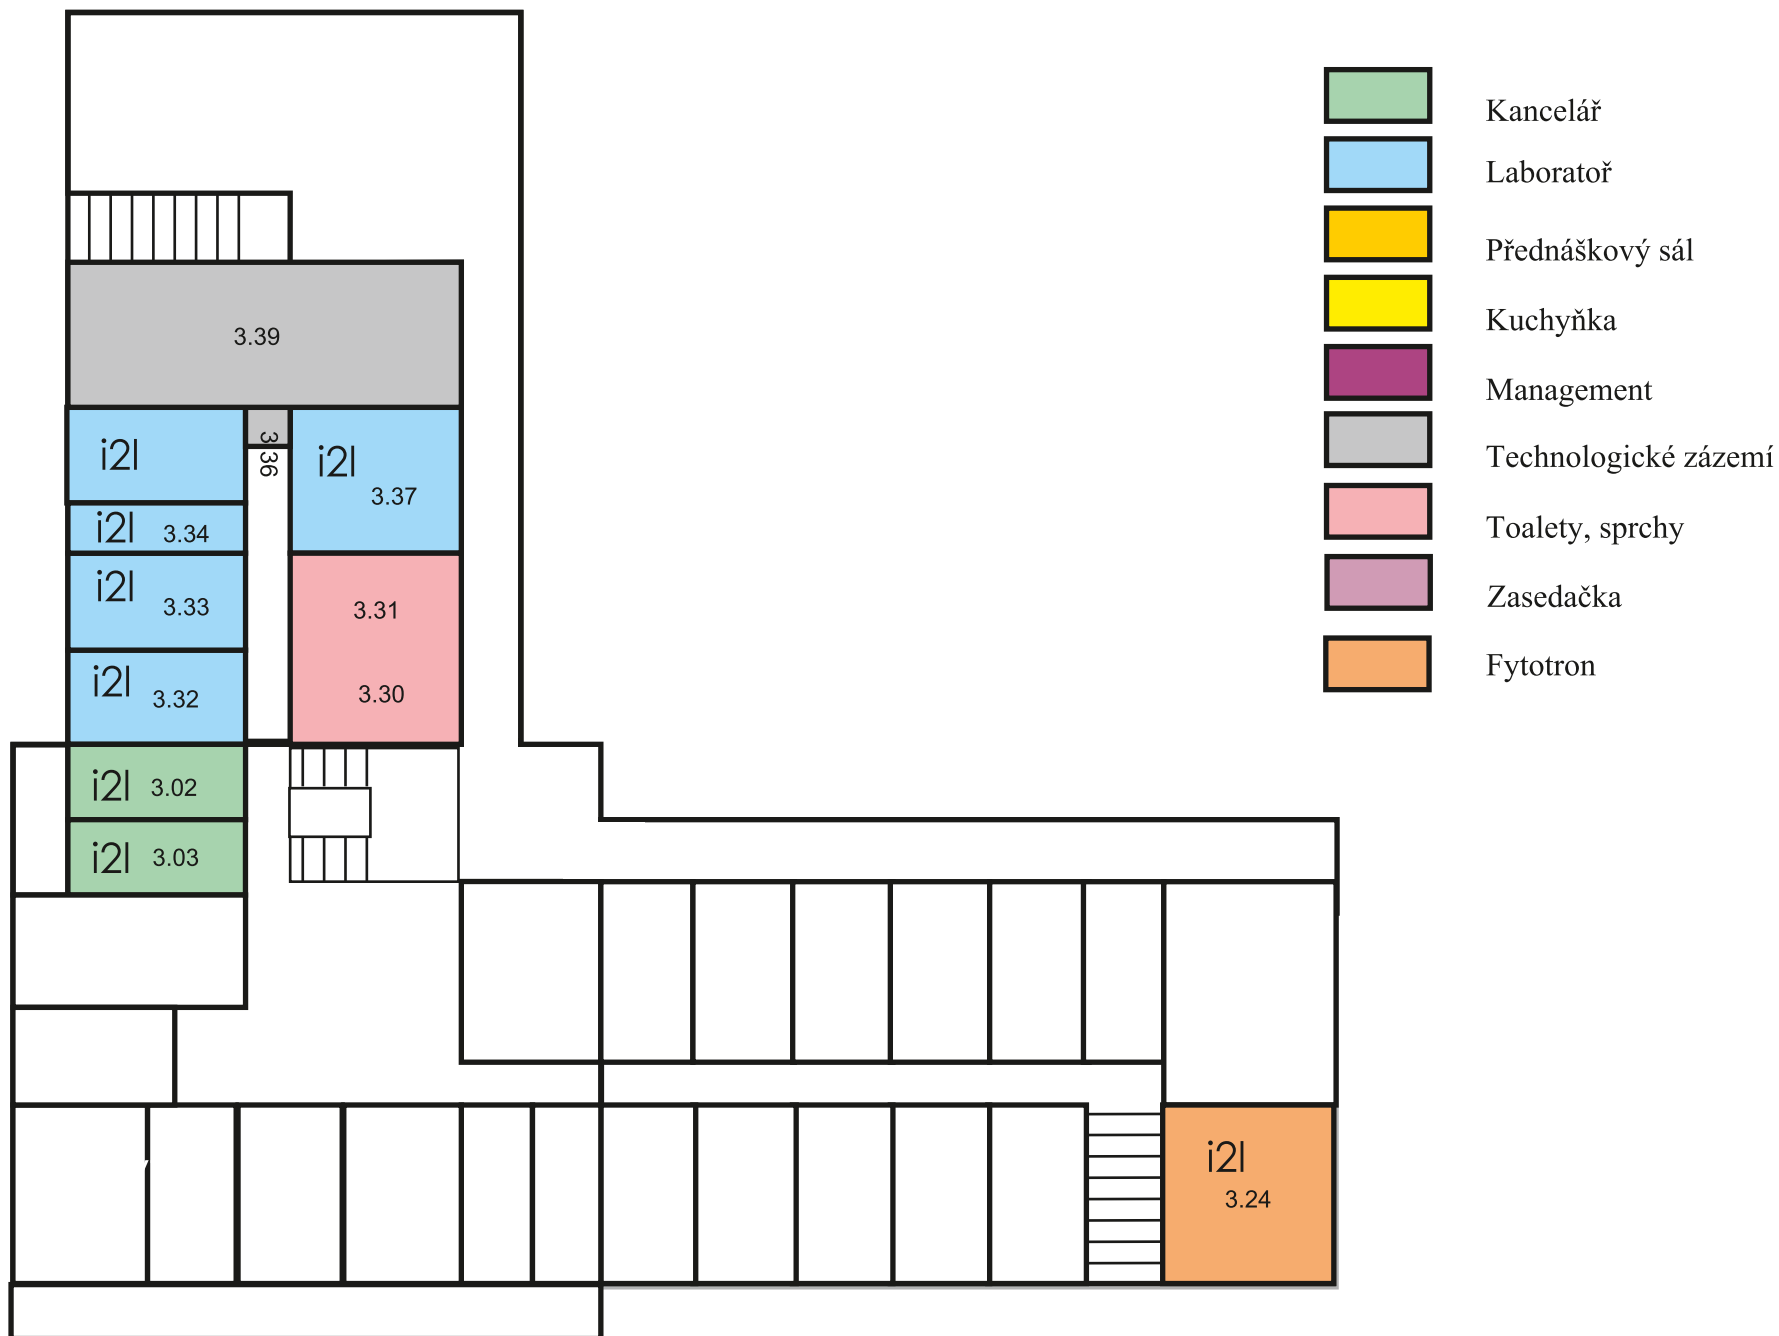 Kancelář
Laboratoř
Přednáškový sál
Kuchyňka
Management
Technologické zázemí
Toalety, sprchy
Zasedačka
Fytotron
3.39
i2l
3.36
i2l
3.37
i2l 3.34
i2l
3.33
3.31
i2l 3.32
3.30
i2l 3.02
i2l 3.03
i2l
3.24